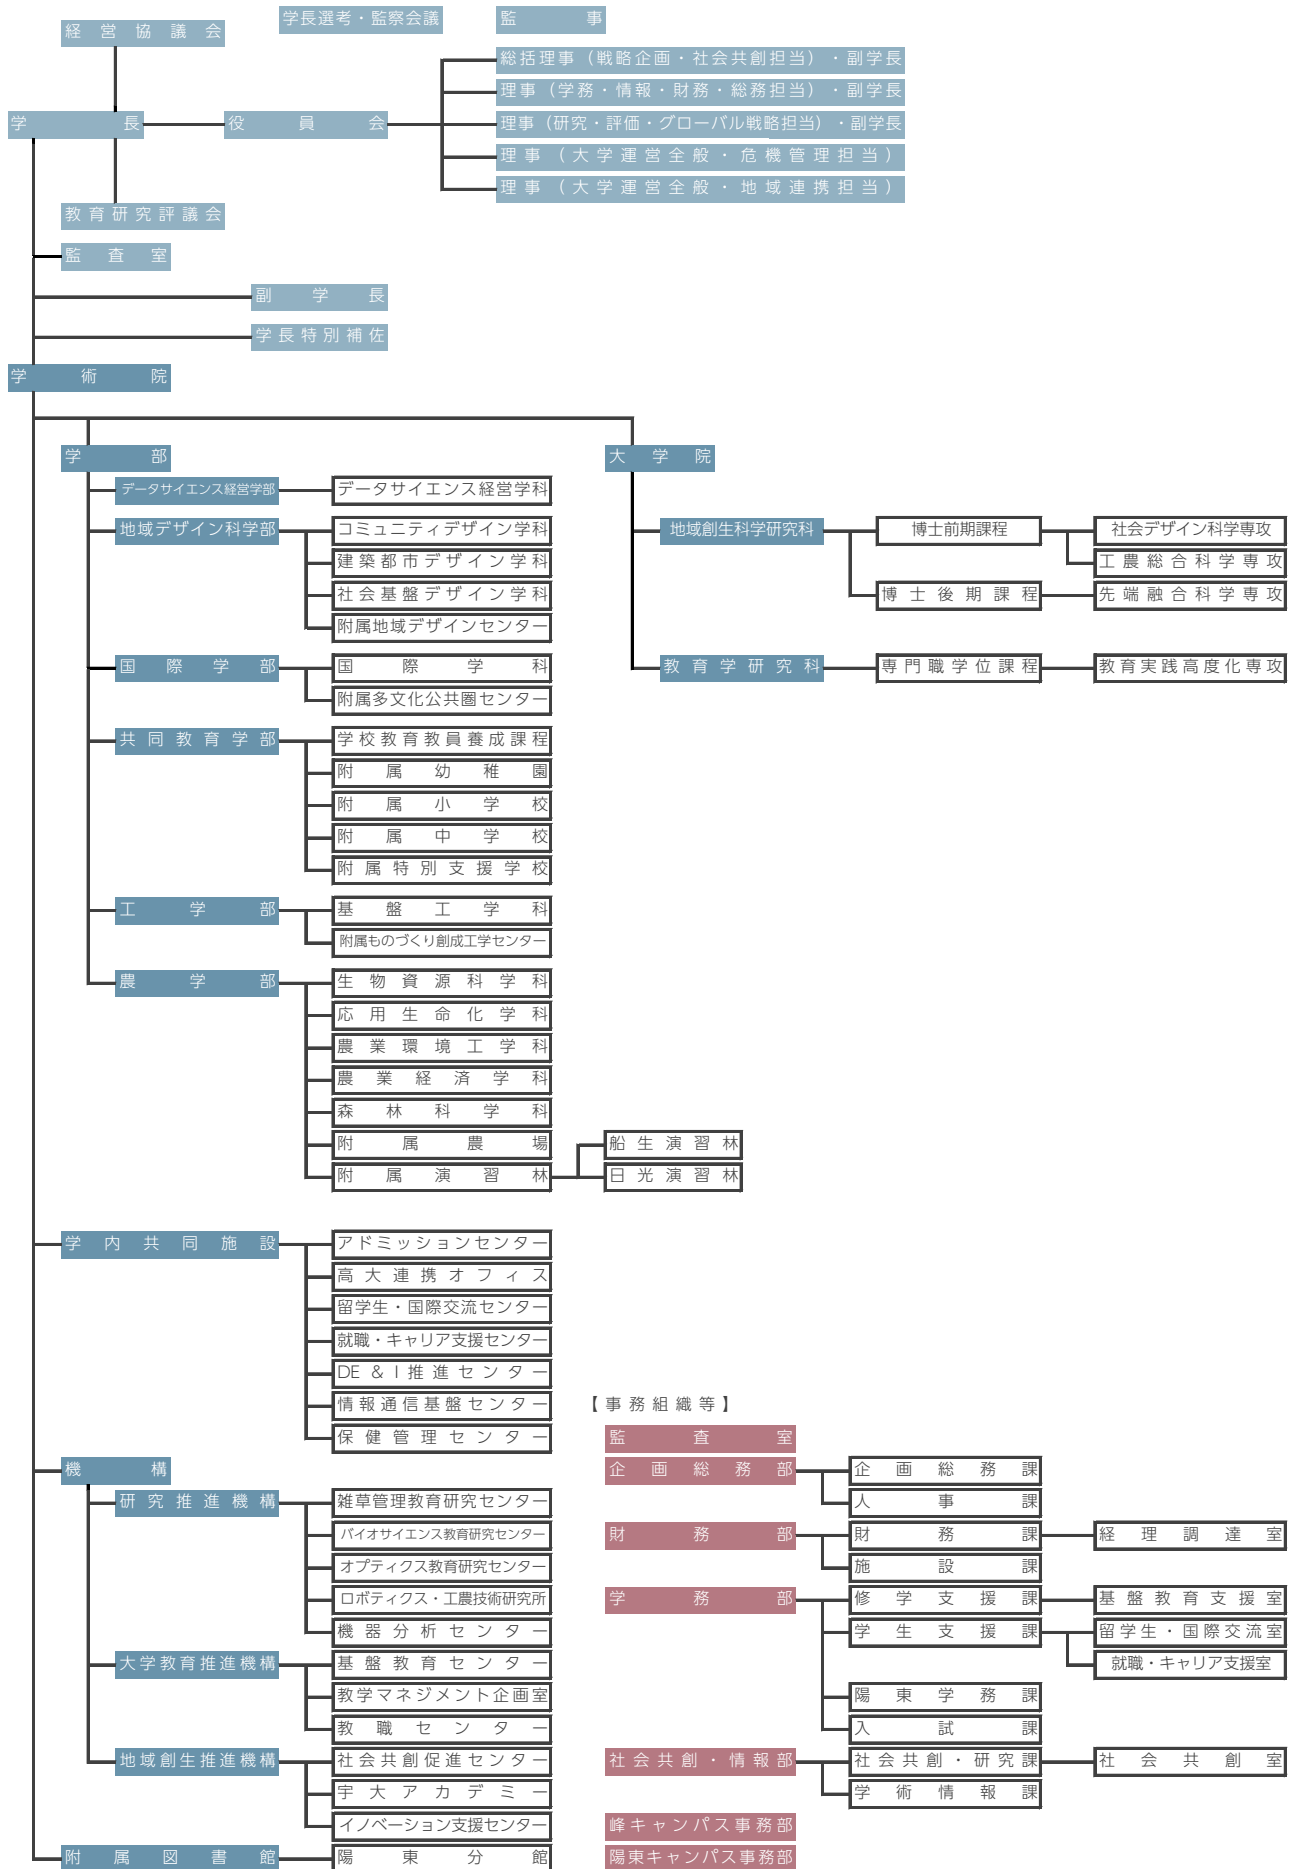 学長選考・監察会議
監事
経営協議会
総括理事（戦略企画・社会共創担当）・副学長
理事（学務・情報・財務・総務担当）・副学長
学長
役員会
理事（研究・評価・グローバル戦略担当）・副学長
理事（大学運営全般・危機管理担当）
理事（大学運営全般・地域連携担当）
教育研究評議会
監査室
副学長
学長特別補佐
学術院
学部
データサイエンス経営学部
データサイエンス経営学科
地域デザイン科学部
コミュニティデザイン学科
建築都市デザイン学科
社会基盤デザイン学科
附属地域デザインセンター
国際学部
国際学科
附属多文化公共圏センター
共同教育学部
学校教育教員養成課程
附属幼稚園
附属小学校
附属中学校
附属特別支援学校
工学部
基盤工学科
附属ものづくり創成工学センター
農学部
生物資源科学科
応用生命化学科
農業環境工学科
農業経済学科
森林科学科
附属農場
附属演習林
船生演習林
日光演習林
大学院
地域創生科学研究科
博士前期課程
社会デザイン科学専攻
工農総合科学専攻
博士後期課程
先端融合科学専攻
教育学研究科
専門職学位課程
教育実践高度化専攻
学内共同施設
アドミッションセンター
高大連携オフィス
留学生・国際交流センター
就職・キャリア支援センター
DE＆I推進センター
情報通信基盤センター
保健管理センター
機構
研究推進機構
雑草管理教育研究センター
バイオサイエンス教育研究センター
オプティクス教育研究センター
ロボティクス・工農技術研究所
機器分析センター
大学教育推進機構
基盤教育センター
教学マネジメント企画室
教職センター
地域創生推進機構
社会共創促進センター
宇大アカデミー
イノベーション支援センター
附属図書館
陽東分館
【事務組織等】
監査室
企画総務部
企画総務課
人事課
財務部
財務課
経理調達室
施設課
学務部
修学支援課
基盤教育支援室
学生支援課
留学生・国際交流室
就職・キャリア支援室
陽東学務課
入試課
社会共創・情報部
社会共創・研究課
社会共創室
学術情報課
峰キャンパス事務部
陽東キャンパス事務部